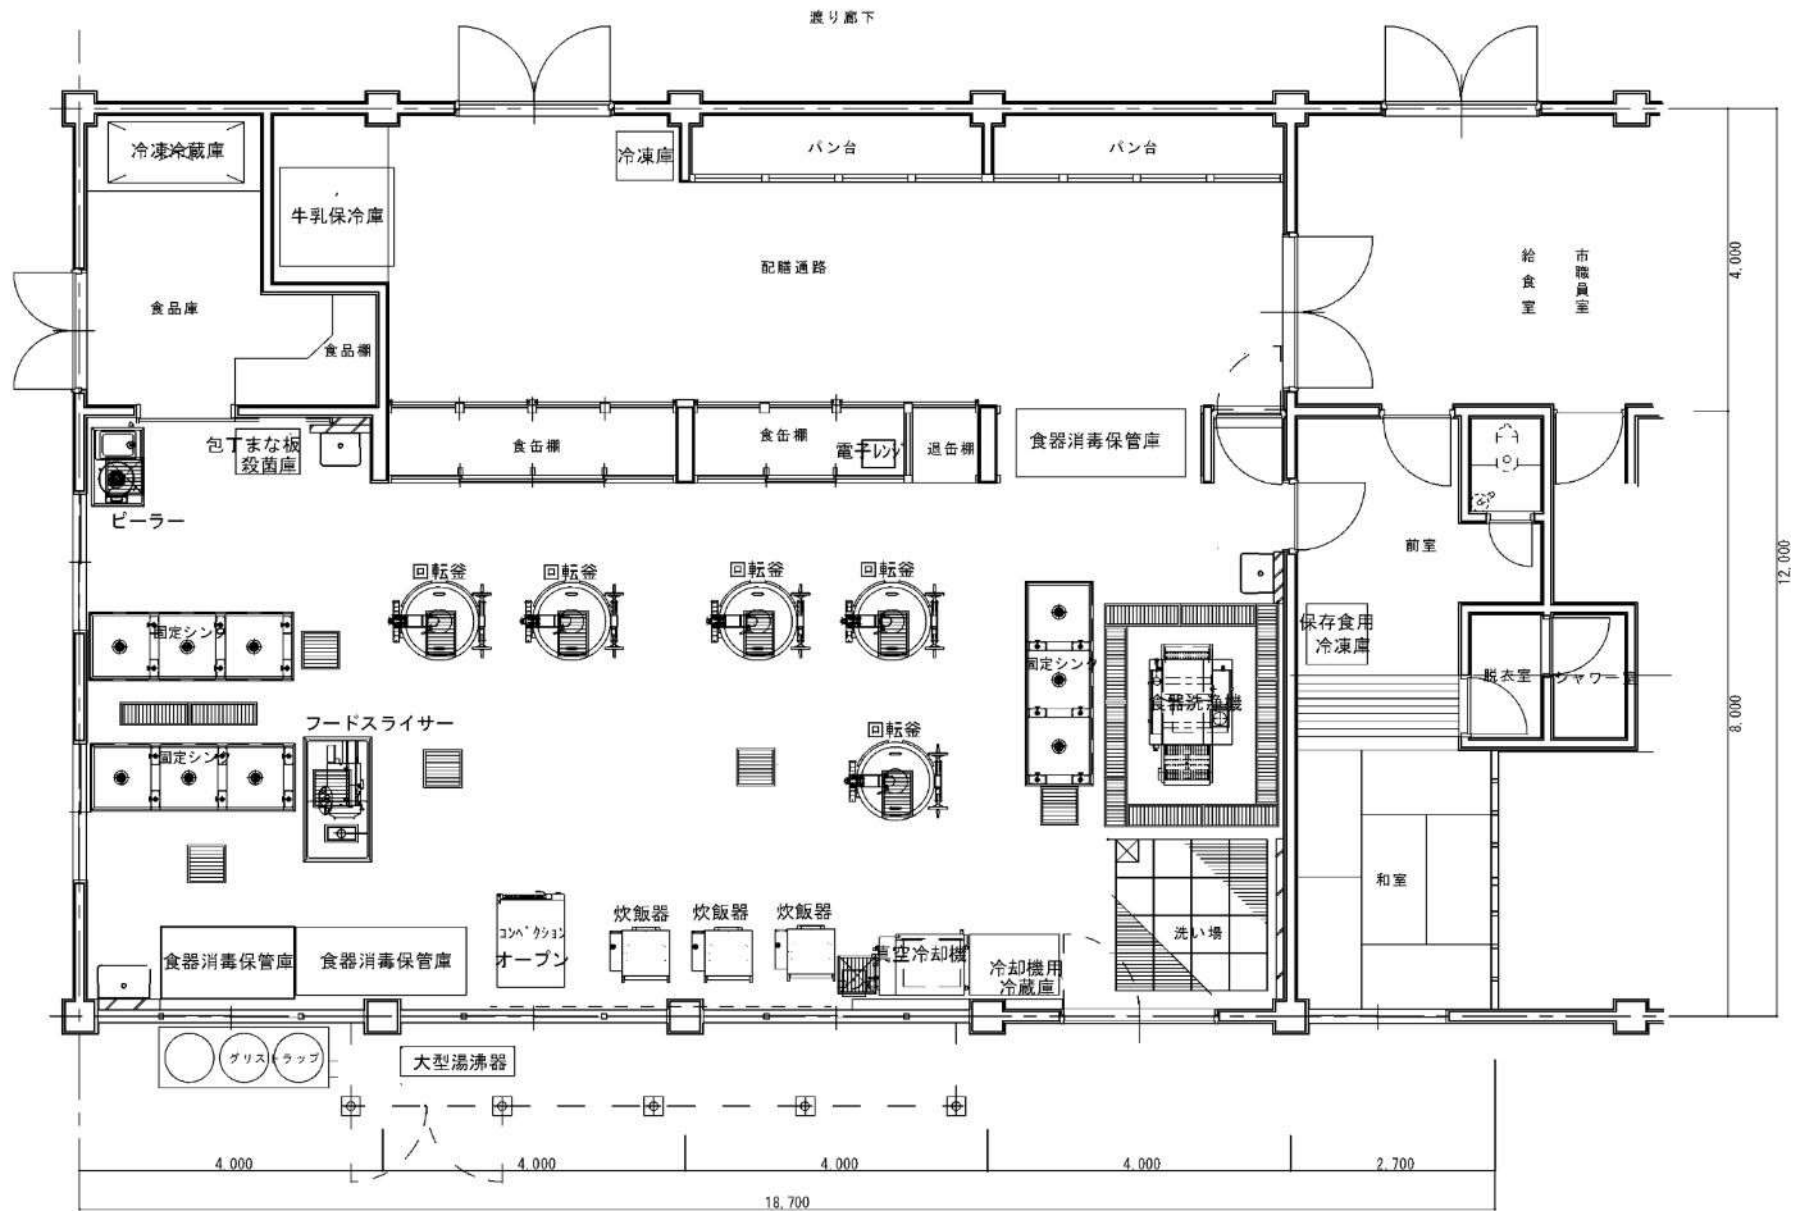 渡り廊下
冷凍冷蔵庫
冷凍庫
パン台
パン台
牛乳保冷庫
配膳通路
給食室
市職員室
4,000
食品庫
食品棚
包丁まな板
殺菌庫
食缶棚
食缶棚
電子レンジ
退缶棚
食器消毒保管庫
ピーラー
前室
12,000
回転釜
回転釜
回転釜
回転釜
固定シンク
保存食用
冷凍庫
固定シンク
脱衣室
シャワー室
食器洗浄機
フードスライサー
回転釜
8,000
固定シンク
和室
炊飯器
炊飯器
炊飯器
コンベクション
オーブン
洗い場
食器消毒保管庫
食器消毒保管庫
真空冷却機
冷却機用
冷蔵庫
グリストラップ
大型湯沸器
4,000
4,000
4,000
4,000
2,700
18,700